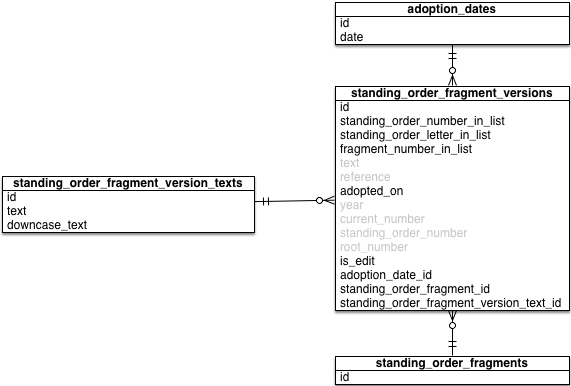 adoption_dates
id
date
standing_order_fragment_versions
id
standing_order_number_in_list
standing_order_letter_in_list
fragment_number_in_list
text
reference
adopted_on
year
current_number
standing_order_number
root_number
is_edit
adoption_date_id
standing_order_fragment_id
standing_order_fragment_version_text_id
standing_order_fragment_version_texts
id
text
downcase_text
standing_order_fragments
id